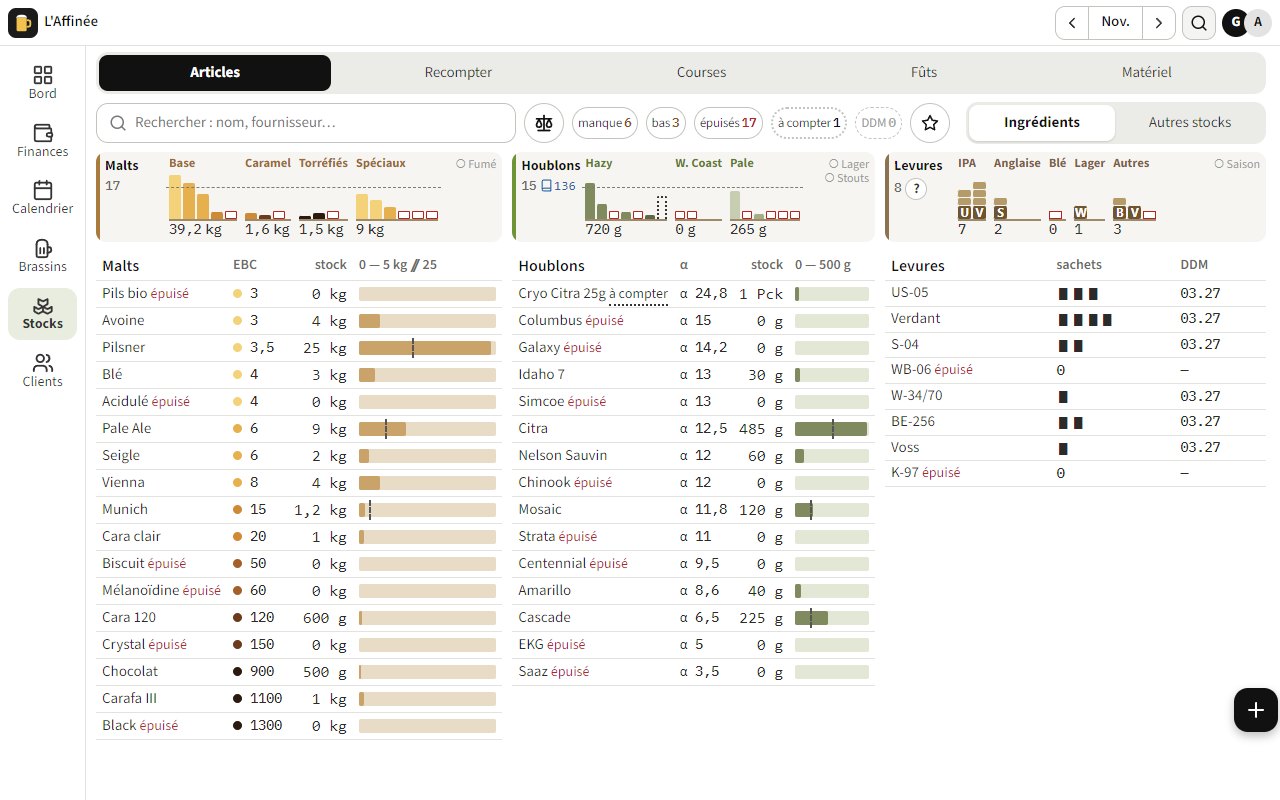 L'Affinée
Nov.
G A
Bord
Finances
Calendrier
Brassins
Stocks
Clients
Articles
Recompter
Courses
Fûts
Matériel
Rechercher : nom, fournisseur…
manque 6
bas 3
épuisés 17
à compter 1
DDM 0
Ingrédients
Autres stocks
Malts
17
Base Caramel Torréfiés Spéciaux
Fumé
39,2 kg 1,6 kg 1,5 kg 9 kg
Houblons
15 136
Hazy W. Coast Pale
Lager
Stouts
720 g 0 g 265 g
Levures
8 ?
IPA Anglaise Blé Lager Autres
Saison
U V S W B V
7 2 0 1 3
Malts EBC stock 0 — 5 kg // 25
Pils bio épuisé 3 0 kg
Avoine 3 4 kg
Pilsner 3,5 25 kg
Blé 4 3 kg
Acidulé épuisé 4 0 kg
Pale Ale 6 9 kg
Seigle 6 2 kg
Vienna 8 4 kg
Munich 15 1,2 kg
Cara clair 20 1 kg
Biscuit épuisé 50 0 kg
Mélanoïdine épuisé 60 0 kg
Cara 120 120 600 g
Crystal épuisé 150 0 kg
Chocolat 900 500 g
Carafa III 1100 1 kg
Black épuisé 1300 0 kg
Houblons α stock 0 — 500 g
Cryo Citra 25g à compter α 24,8 1 Pck
Columbus épuisé α 15 0 g
Galaxy épuisé α 14,2 0 g
Idaho 7 α 13 30 g
Simcoe épuisé α 13 0 g
Citra α 12,5 485 g
Nelson Sauvin α 12 60 g
Chinook épuisé α 12 0 g
Mosaic α 11,8 120 g
Strata épuisé α 11 0 g
Centennial épuisé α 9,5 0 g
Amarillo α 8,6 40 g
Cascade α 6,5 225 g
EKG épuisé α 5 0 g
Saaz épuisé α 3,5 0 g
Levures sachets DDM
US-05 03.27
Verdant 03.27
S-04 03.27
WB-06 épuisé 0 —
W-34/70 03.27
BE-256 03.27
Voss 03.27
K-97 épuisé 0 —